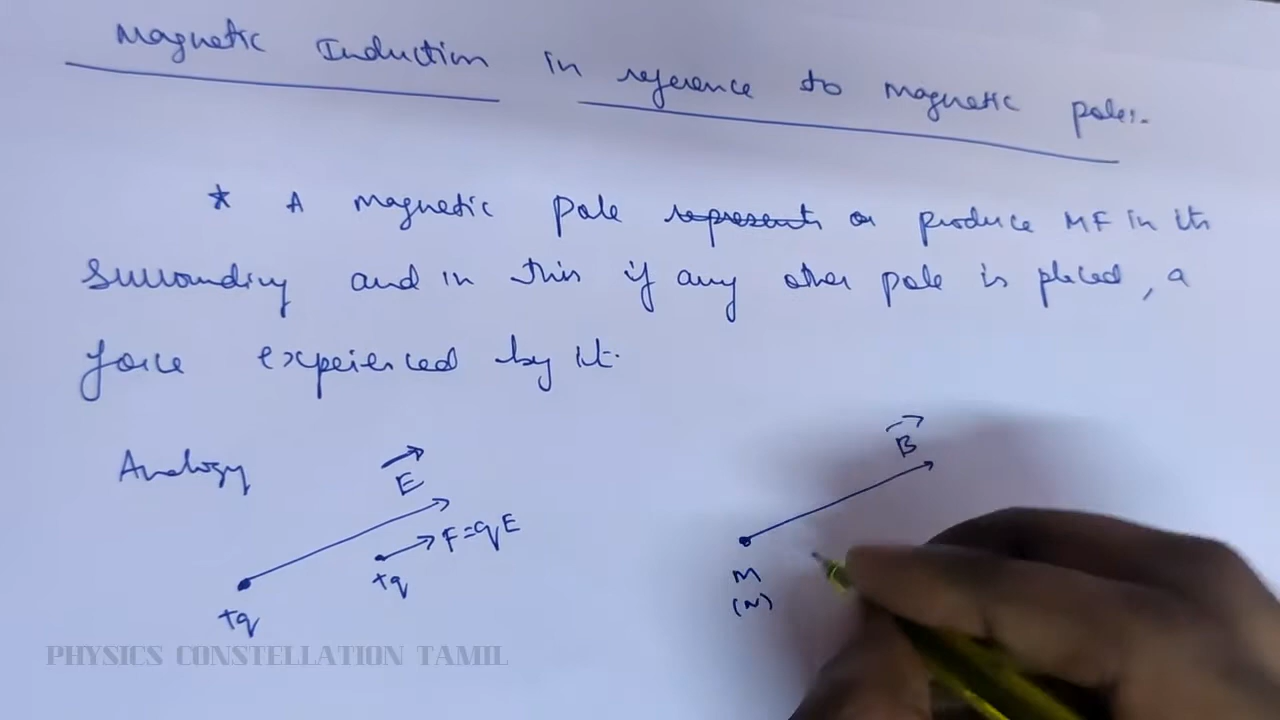 Magnetic Induction in reference to magnetic poles.
* A magnetic pole represents or produce MF in its
Surrounding and in this if any other pole is placed, a
force experienced by it.
Analogy
E
F=qE
+q
+q
B
M
(N)
PHYSICS CONSTELLATION TAMIL